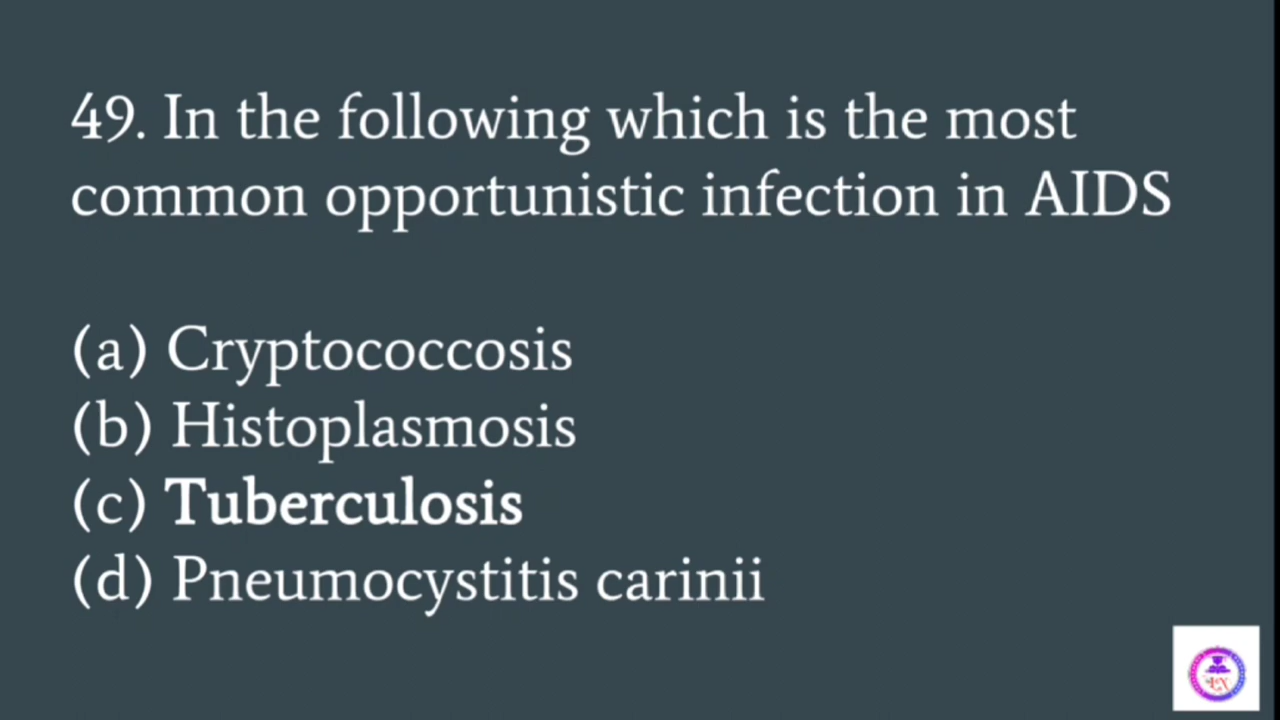 49. In the following which is the most
common opportunistic infection in AIDS
(a) Cryptococcosis
(b) Histoplasmosis
(c) Tuberculosis
(d) Pneumocystitis carinii